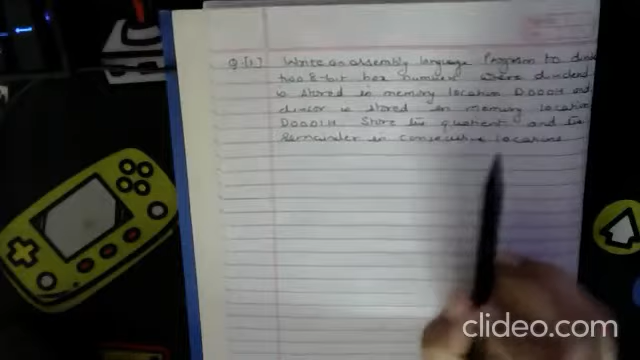 Q.[1] Write an assembly language Program to divide
two 8-bit hex numbers where dividend
is stored in memory location D000H and
divisor is stored in memory location
D0001H Store the quotient and the
Remainder in consecutive locations
clideo.com